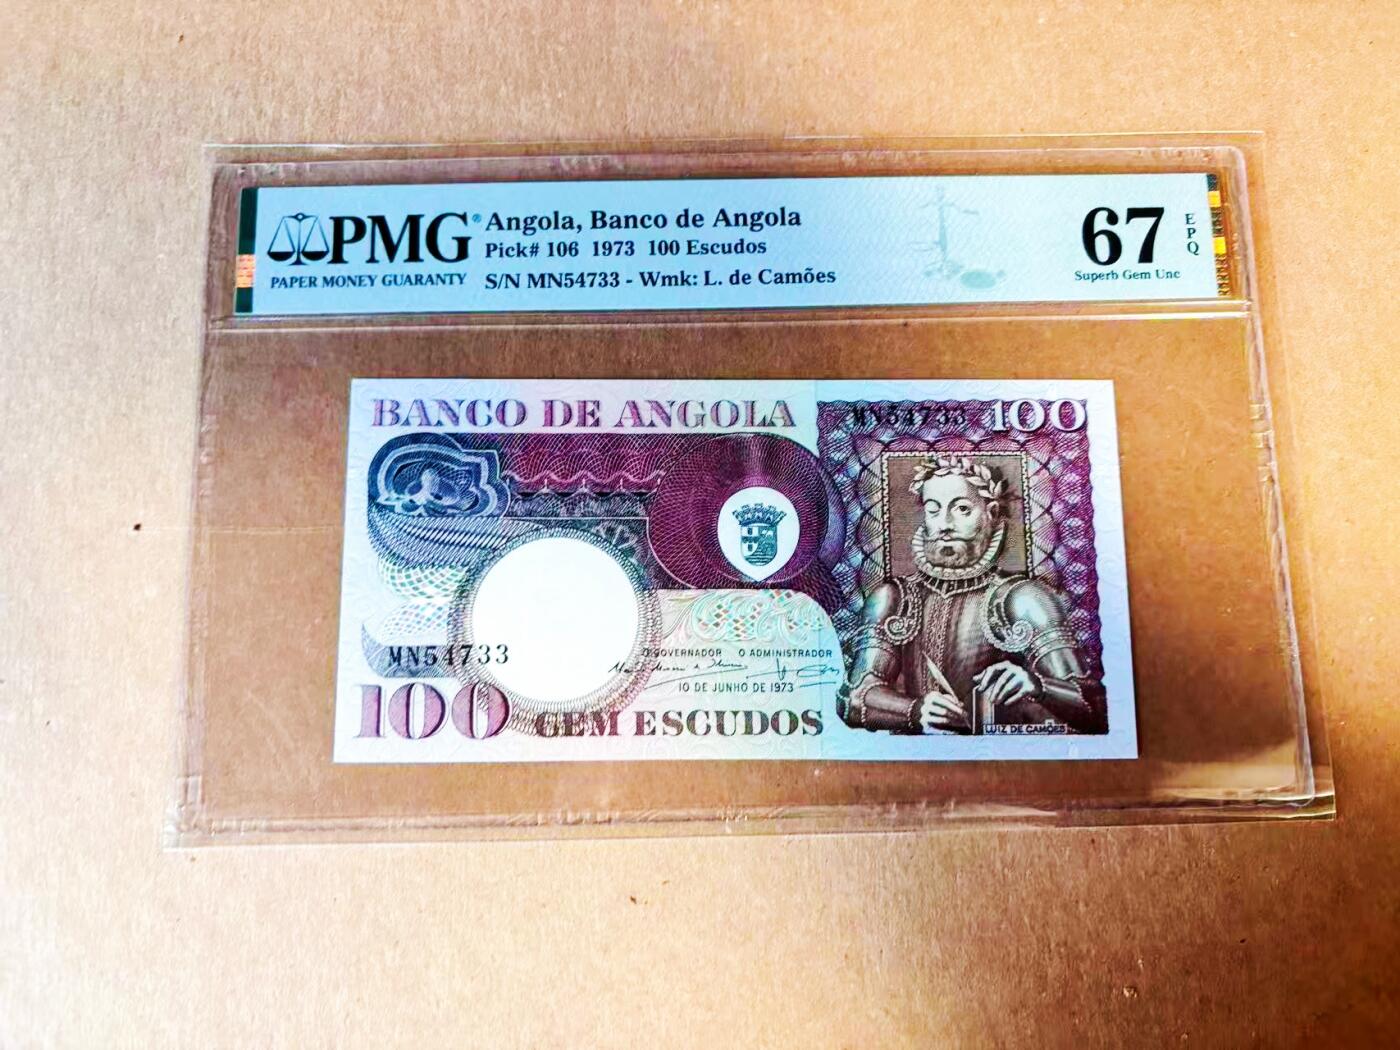 PMG®
PAPER MONEY GUARANTY
Angola, Banco de Angola
Pick# 106 1973 100 Escudos
S/N MN54733 - Wmk: L. de Camões
67
EPQ
Superb Gem Unc
BANCO DE ANGOLA
MN54733 100
MN54733
O GOVERNADOR O ADMINISTRADOR
10 DE JUNHO DE 1973
100 CEM ESCUDOS
LUIZ DE CAMÕES